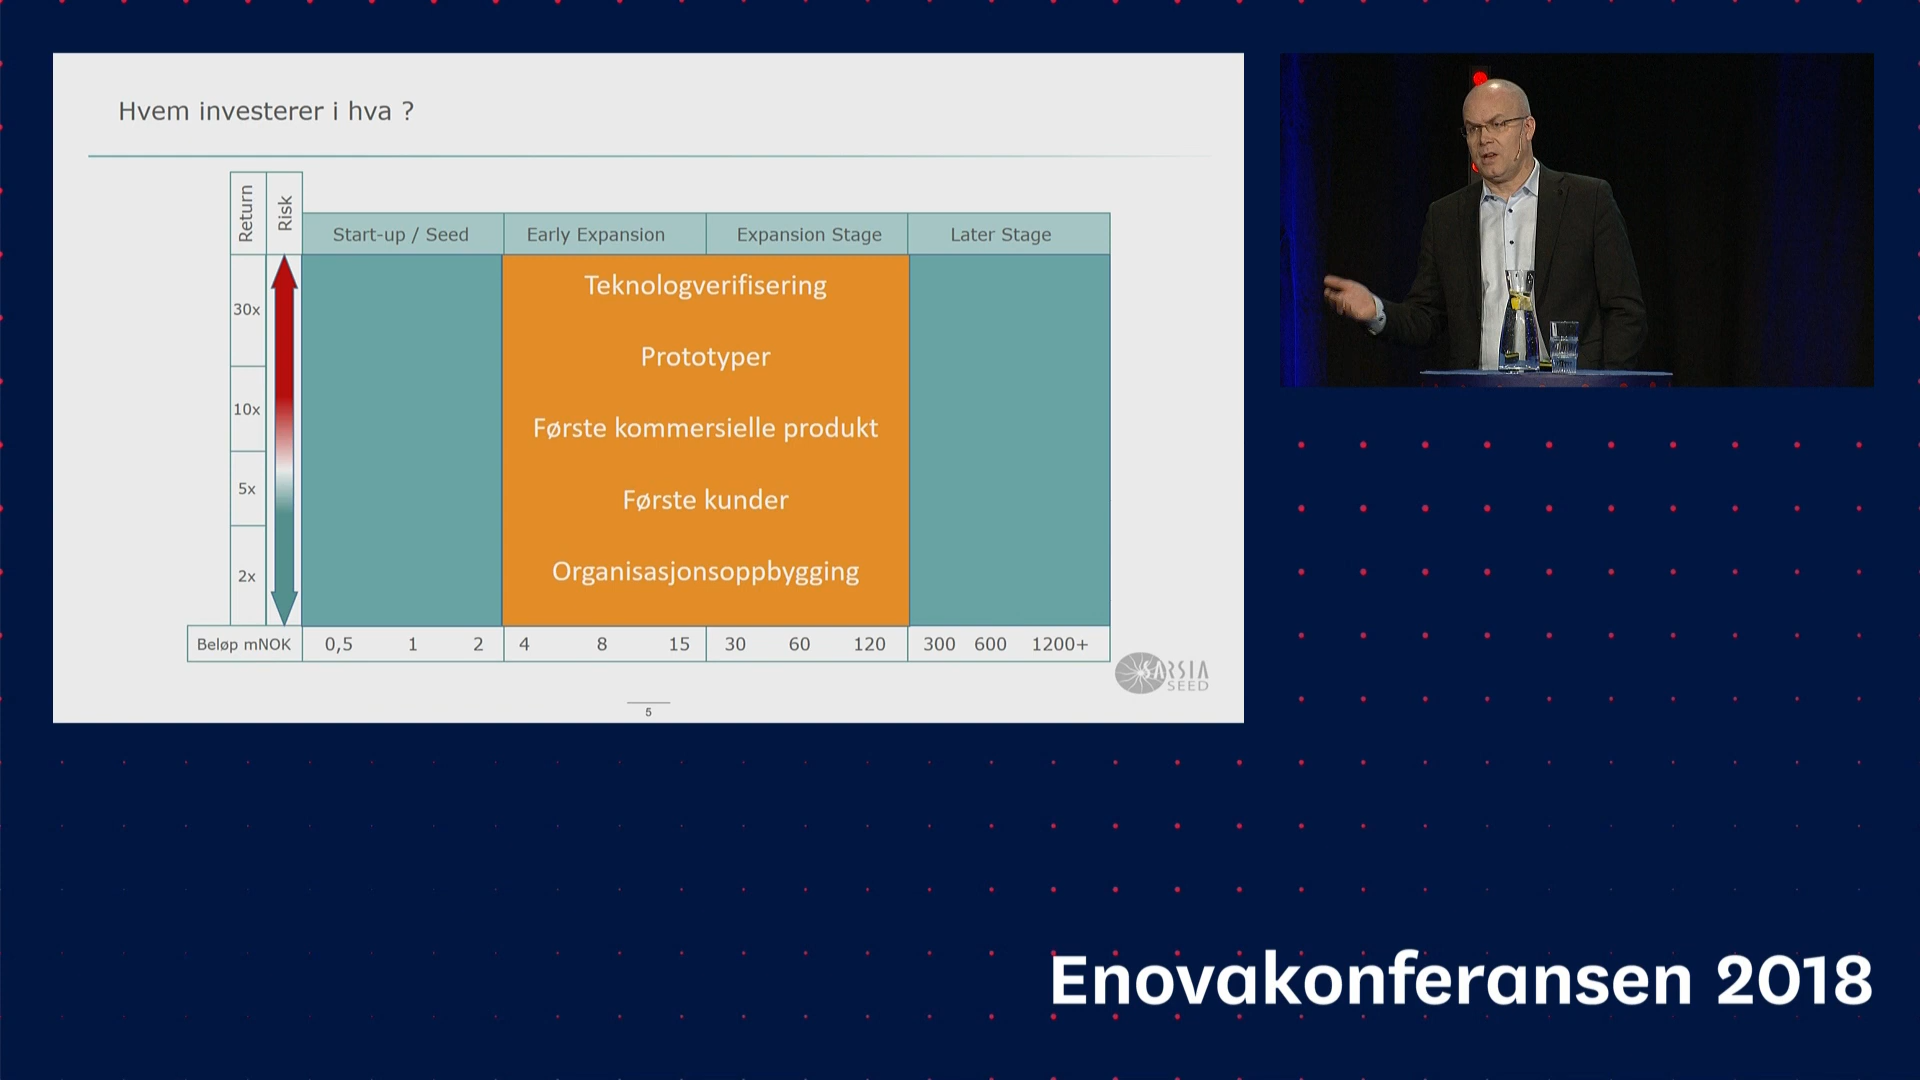 Hvem investerer i hva ?
Return
Risk
Start-up / Seed
Early Expansion
Expansion Stage
Later Stage
30x
10x
5x
2x
Teknologverifisering
Prototyper
Første kommersielle produkt
Første kunder
Organisasjonsoppbygging
Beløp mNOK 0,5 1 2 4 8 15 30 60 120 300 600 1200+
SARSIA
SEED
5
Enovakonferansen 2018